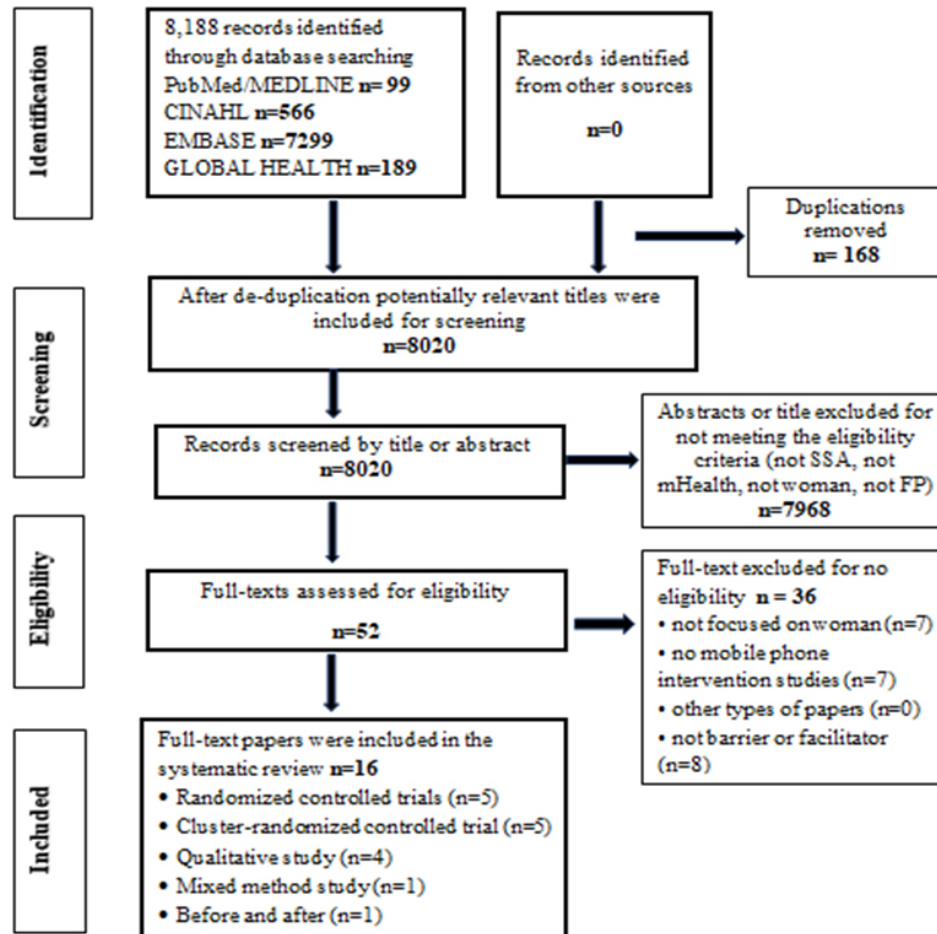 Identification
8,188 records identified
through database searching
PubMed/MEDLINE n= 99
CINAHL n=566
EMBASE n=7299
GLOBAL HEALTH n=189
Records identified
from other sources
n=0
Duplications
removed
n= 168
Screening
After de-duplication potentially relevant titles were
included for screening
n=8020
Records screened by title or abstract
n=8020
Abstracts or title excluded for
not meeting the eligibility
criteria (not SSA, not
mHealth, not woman, not FP)
n=7968
Eligibility
Full-texts assessed for eligibility
n=52
Full-text excluded for no
eligibility n = 36
• not focused on woman (n=7)
• no mobile phone
intervention studies (n=7)
• other types of papers (n=0)
• not barrier or facilitator
(n=8)
Included
Full-text papers were included in the
systematic review n=16
• Randomized controlled trials (n=5)
• Cluster-randomized controlled trial (n=5)
• Qualitative study (n=4)
• Mixed method study (n=1)
• Before and after (n=1)